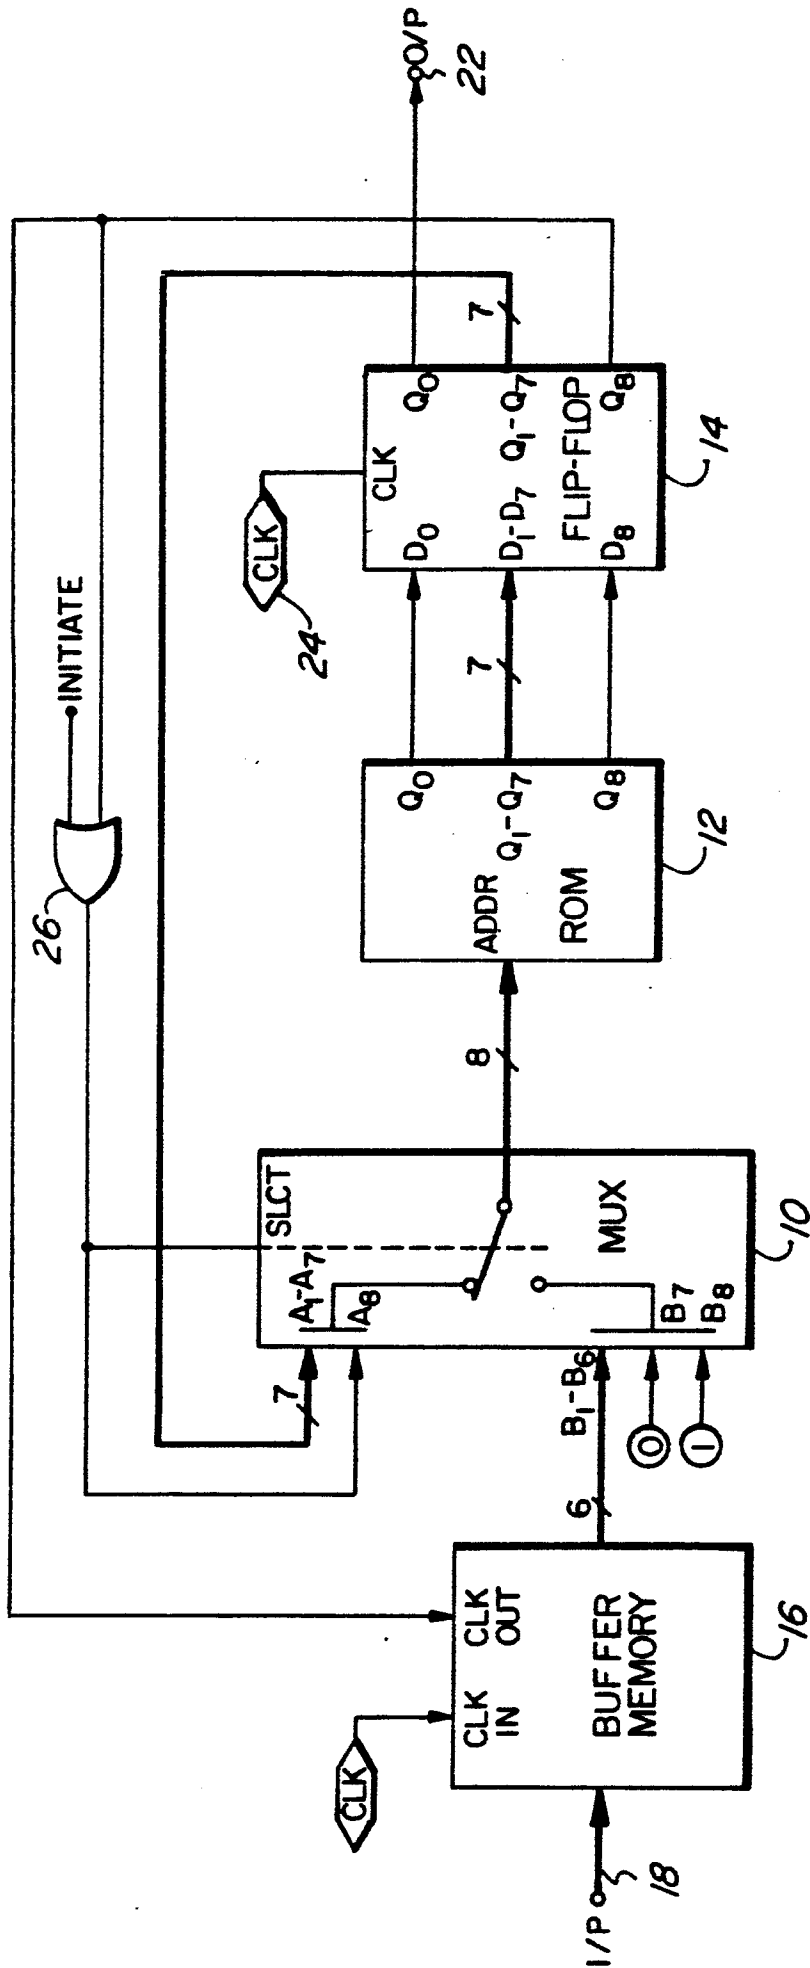 INITIATE
26
O/P
22
CLK
24
CLK
Q0
D0
D1-D7 Q1-Q7
7
FLIP-FLOP
D8
Q8
14
7
Q0
ADDR
Q1-Q7
ROM
Q8
12
8
SLCT
A1-A7
A8
7
MUX
B1-B6
B7
B8
0
1
10
6
CLK
CLK
IN
CLK
OUT
BUFFER
MEMORY
16
I/P
18